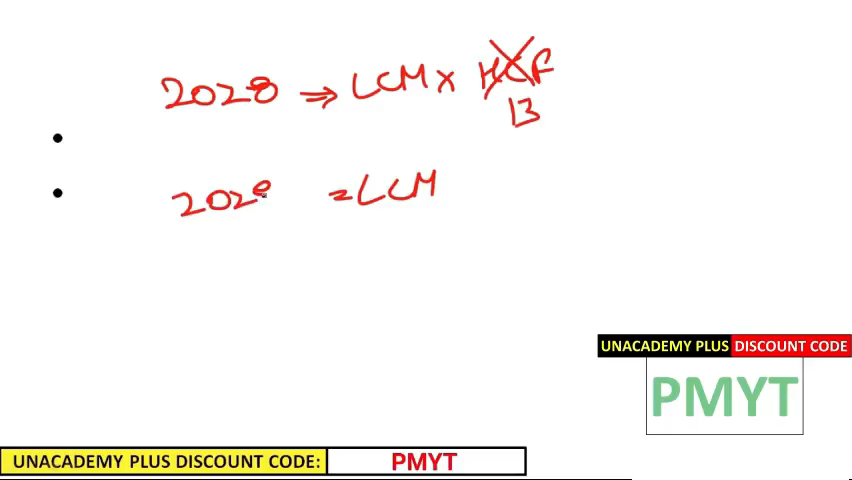 2028 ⇒ LCM x HCF
13
2028 = LCM
UNACADEMY PLUS DISCOUNT CODE
PMYT
UNACADEMY PLUS DISCOUNT CODE: PMYT